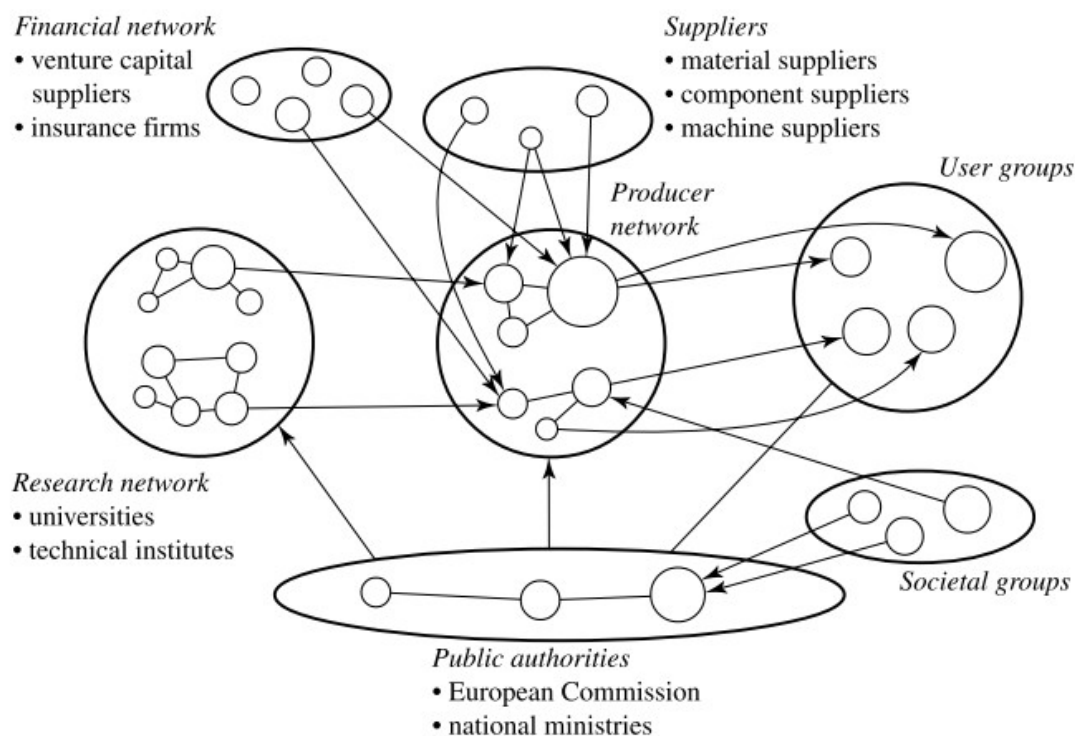 Financial network
• venture capital
suppliers
• insurance firms
Suppliers
• material suppliers
• component suppliers
• machine suppliers
User groups
Producer
network
Research network
• universities
• technical institutes
Societal groups
Public authorities
• European Commission
• national ministries